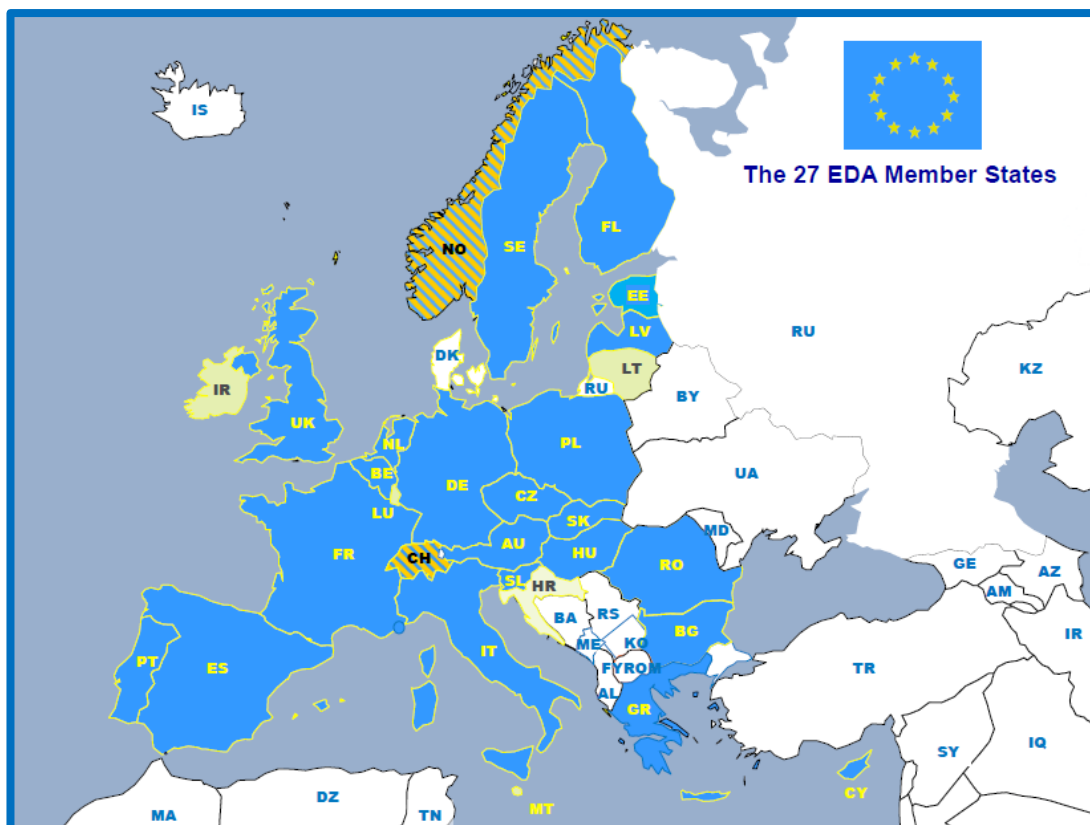 IS
The 27 EDA Member States
FL
SE
NO
EE
RU
LV
DK
KZ
LT
IR
RU
BY
UK
NL
PL
BE
UA
DE
CZ
LU
SK
MD
AU
FR
HU
CH
GE
RO
AZ
SL
HR
AM
RS
BA
BG
IR
KO
ME
IT
PT
ES
FYROM
TR
AL
GR
IQ
SY
CY
DZ
MT
MA
TN